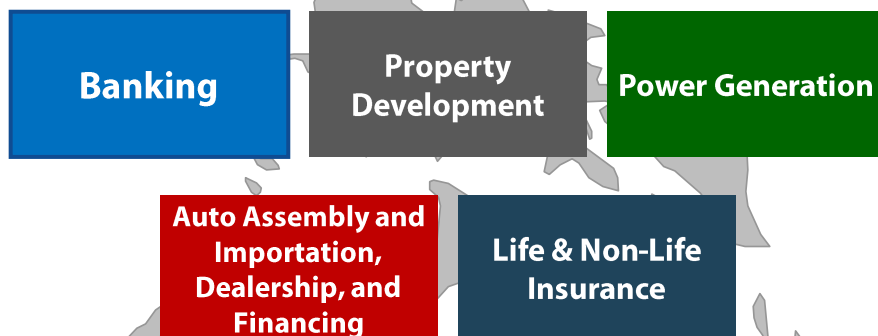 Banking
Property
Development
Power Generation
Auto Assembly and
Importation,
Dealership, and
Financing
Life & Non-Life
Insurance